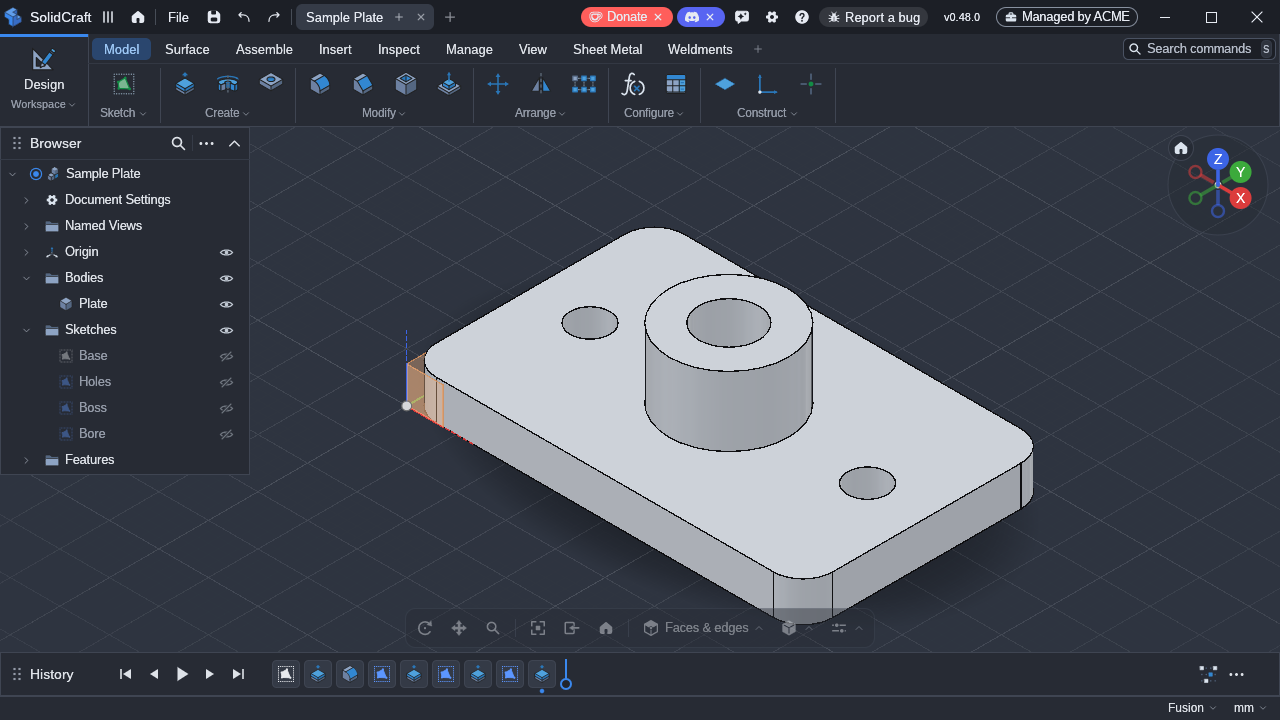 SolidCraft
File
Sample Plate
Donate
Report a bug
v0.48.0
Managed by ACME
Design
Workspace
Model
Surface
Assemble
Insert
Inspect
Manage
View
Sheet Metal
Weldments
Search commands
S
Sketch
Create
Modify
Arrange
Configure
Construct
Browser
Sample Plate
Document Settings
Named Views
Origin
Bodies
Plate
Sketches
Base
Holes
Boss
Bore
Features
Z
Y
X
Faces & edges
History
Fusion
mm